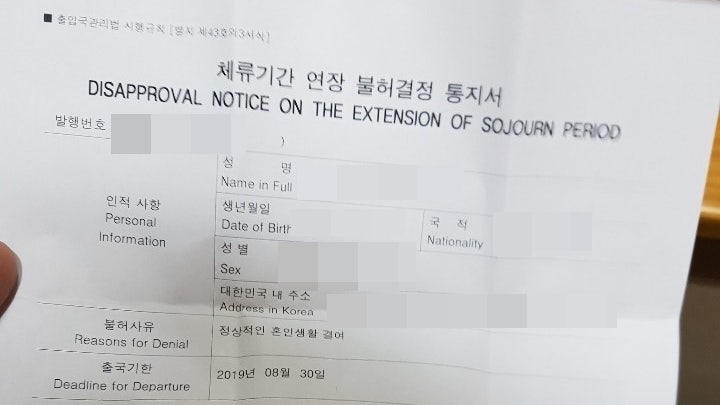 ■ 출입국관리법 시행규칙 [별지 제43호의3서식]
체류기간 연장 불허결정 통지서
DISAPPROVAL NOTICE ON THE EXTENSION OF SOJOURN PERIOD
발행번호 )
인적 사항
Personal
Information
성 명
Name in Full
생년월일
Date of Birth
국 적
Nationality
성 별
Sex
대한민국 내 주소
Address in Korea
불허사유
Reasons for Denial
정상적인 혼인생활 결여
출국기한
Deadline for Departure
2019년 08월 30일